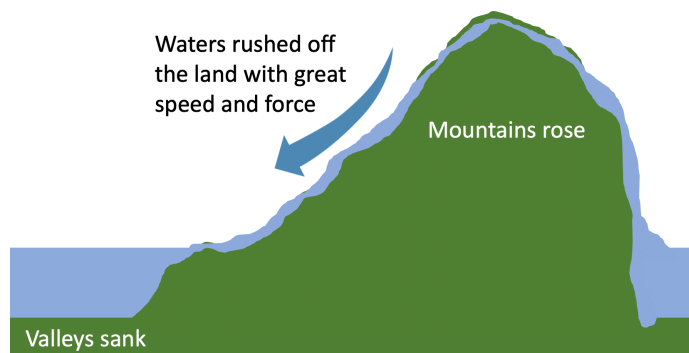 Waters rushed off
the land with great
speed and force
Mountains rose
Valleys sank